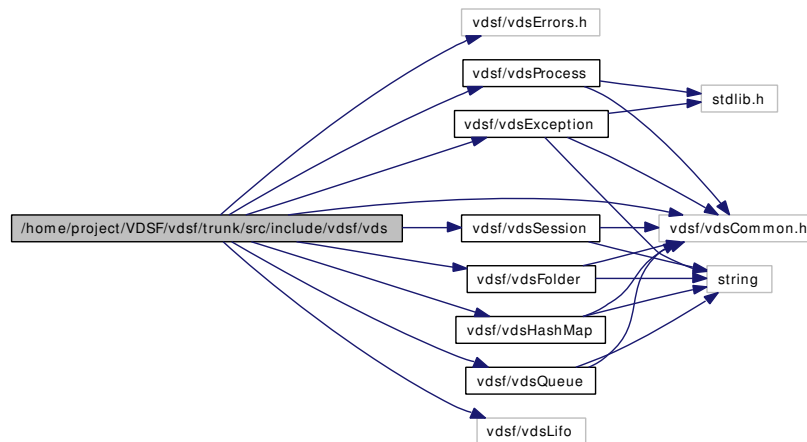 vdsf/vdsErrors.h
vdsf/vdsProcess
stdlib.h
vdsf/vdsException
/home/project/VDSF/vdsf/trunk/src/include/vdsf/vds
vdsf/vdsSession
vdsf/vdsCommon.h
vdsf/vdsFolder
string
vdsf/vdsHashMap
vdsf/vdsQueue
vdsf/vdsLifo